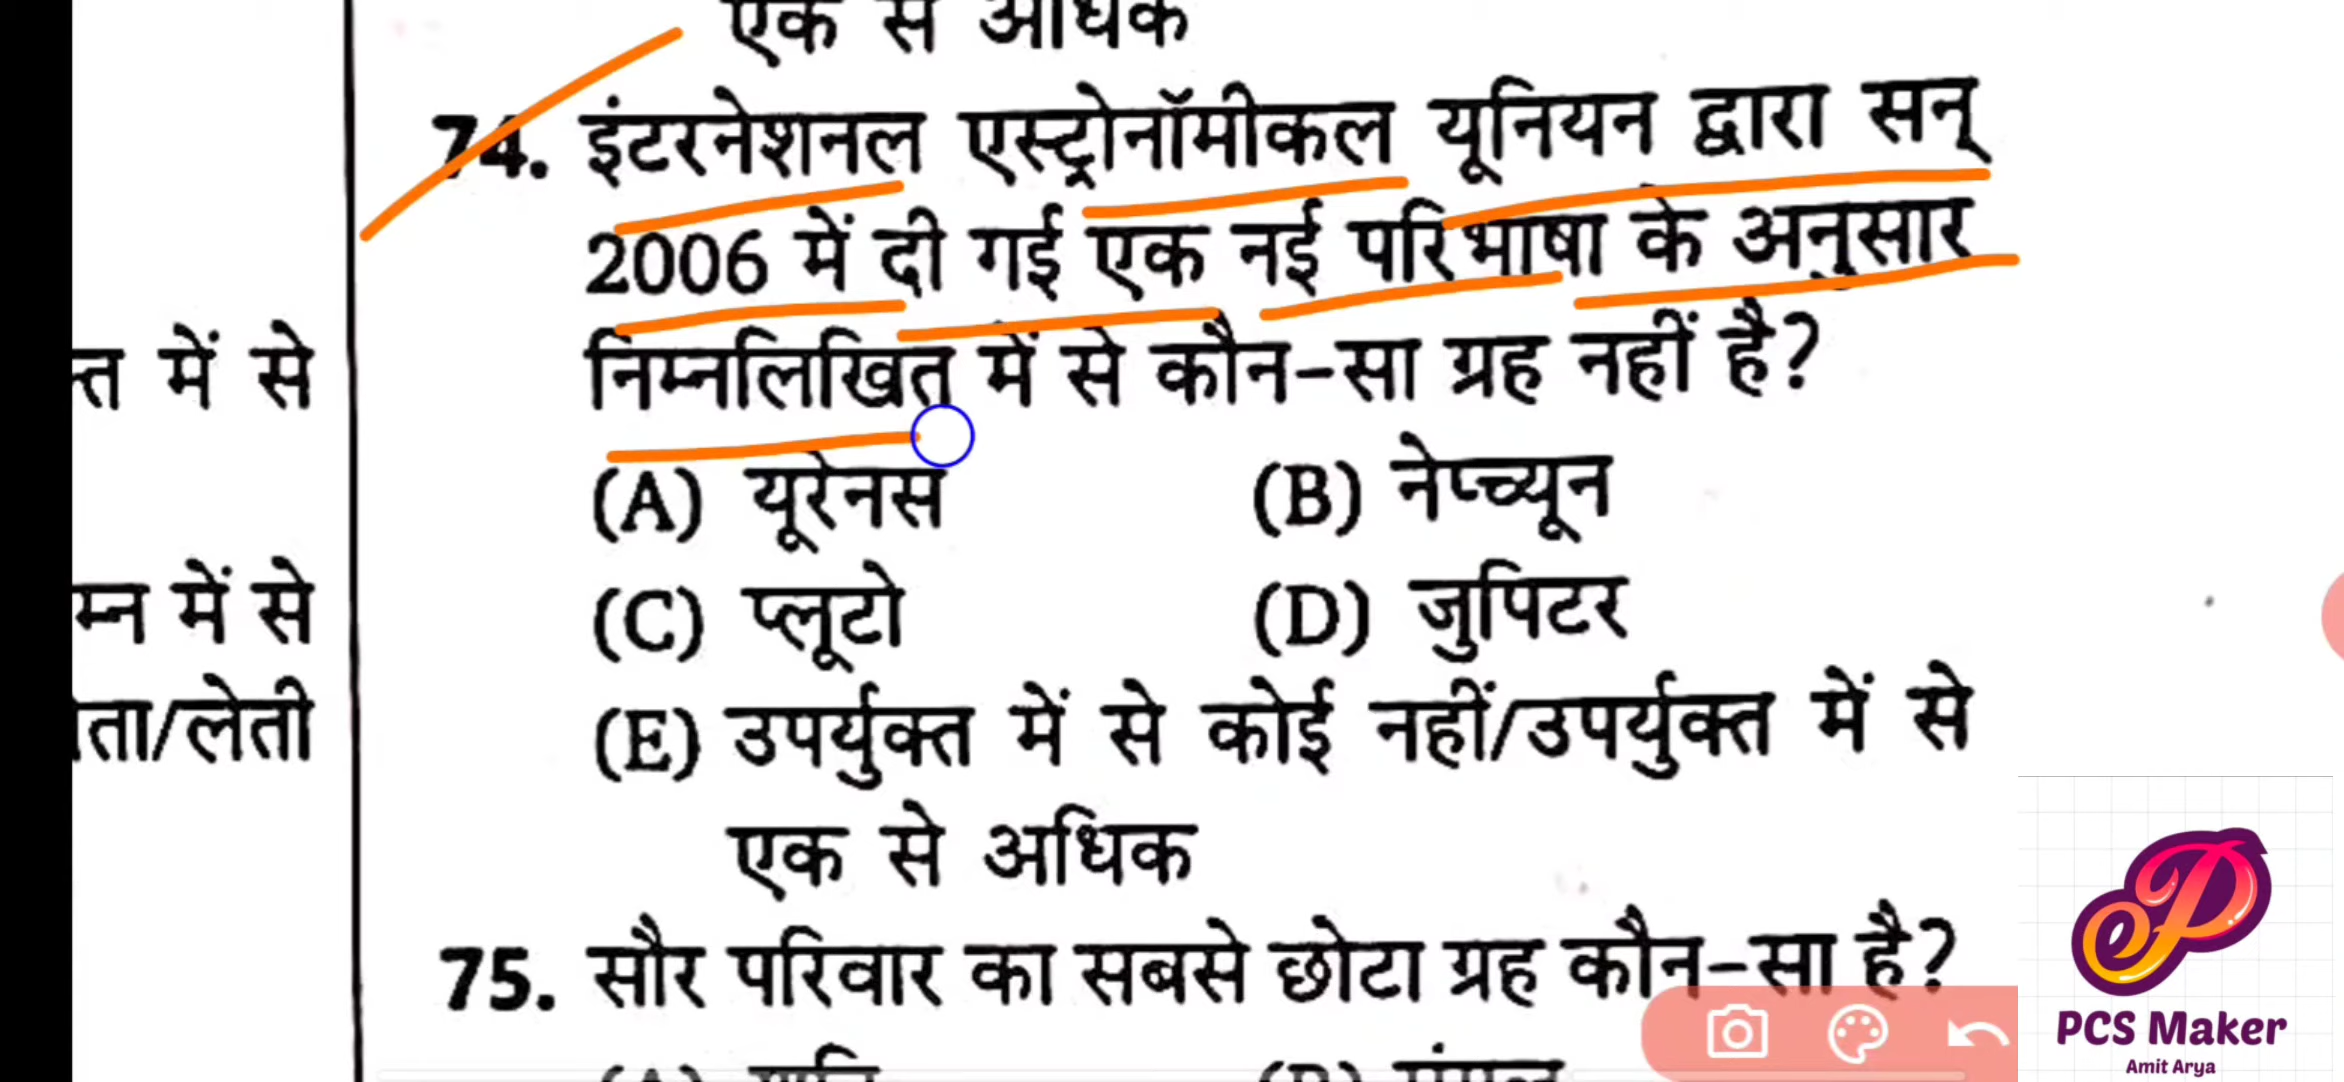 एक से अधिक
74. इंटरनेशनल एस्ट्रोनॉमीकल यूनियन द्वारा सन्
2006 में दी गई एक नई परिभाषा के अनुसार
निम्नलिखित में से कौन-सा ग्रह नहीं है?
(A) यूरेनस (B) नेप्च्यून
(C) प्लूटो (D) जुपिटर
(E) उपर्युक्त में से कोई नहीं/उपर्युक्त में से
एक से अधिक
75. सौर परिवार का सबसे छोटा ग्रह कौन-सा है?
में से
में से
/लेती
PCS Maker
Amit Arya